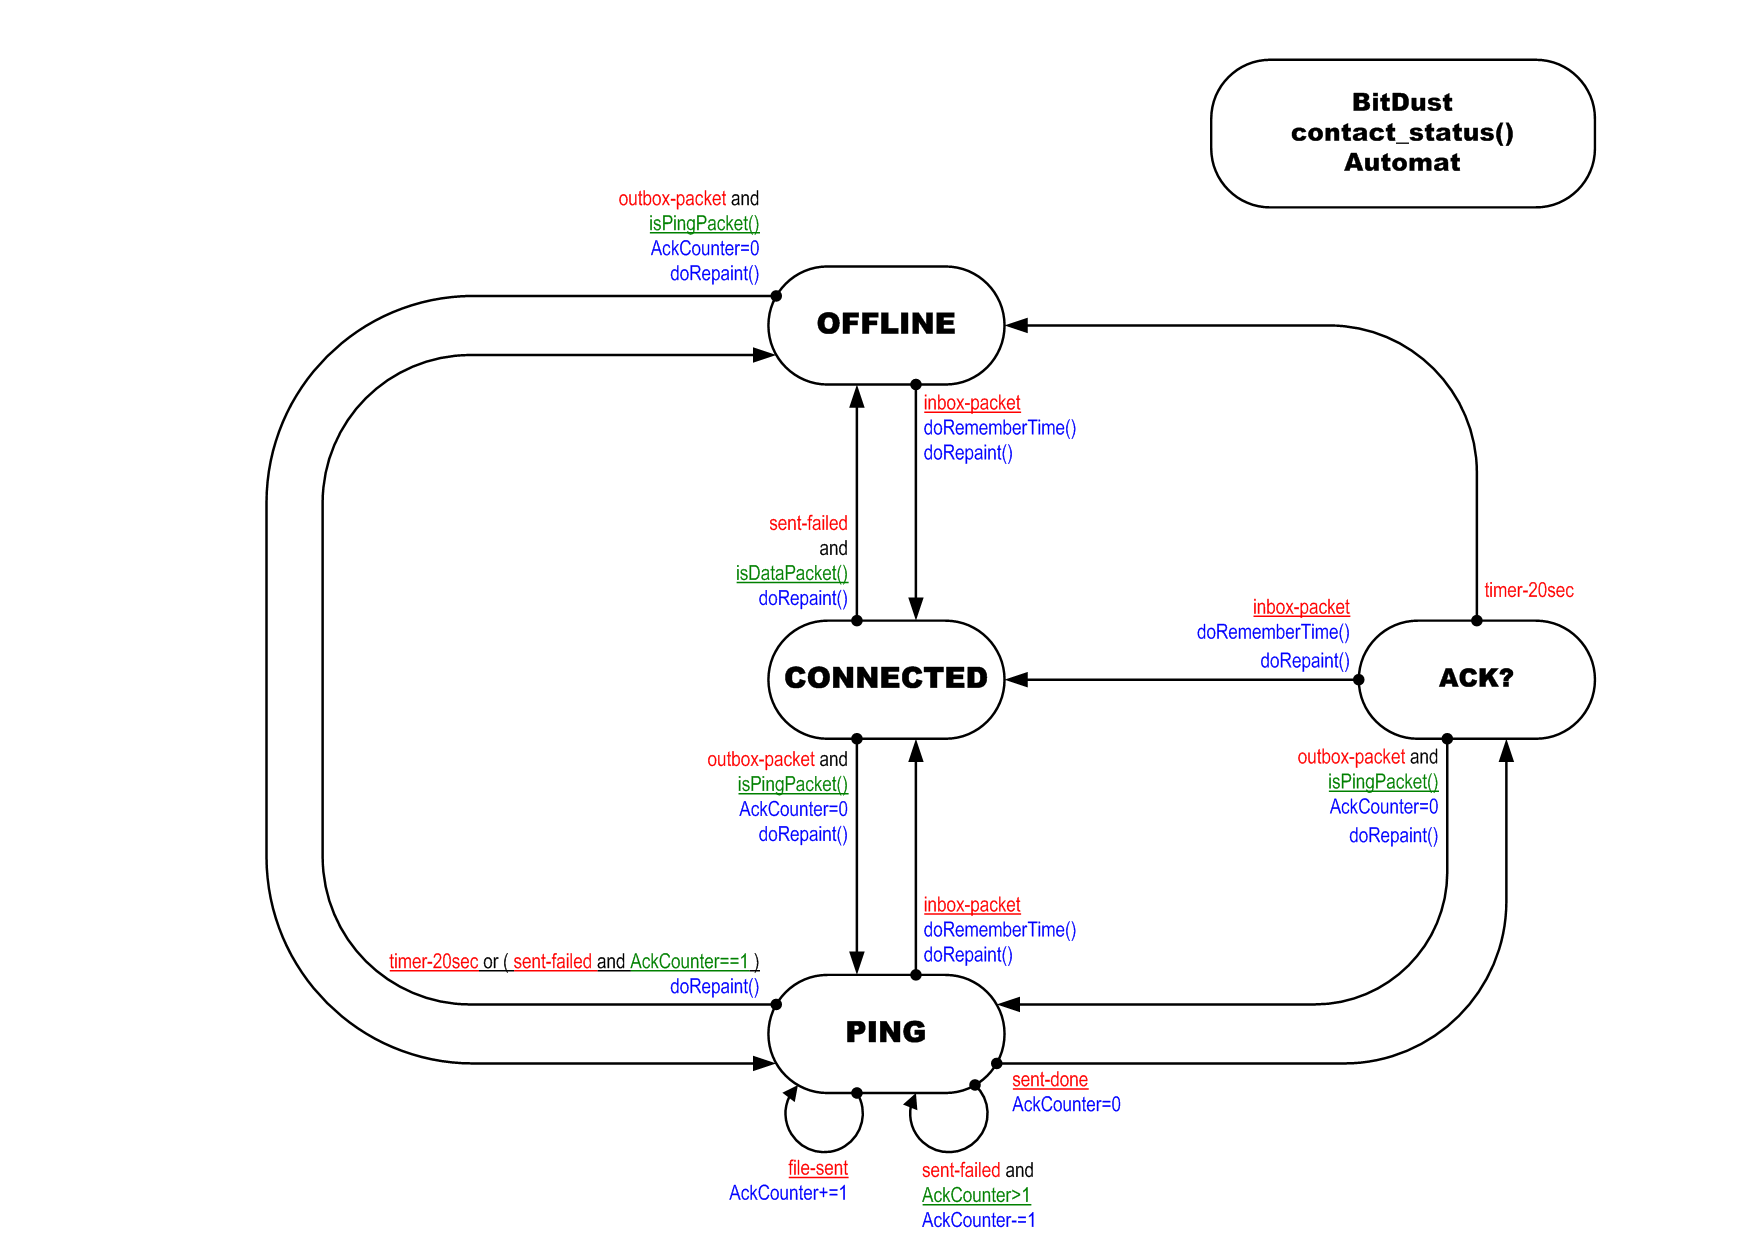 BitDust
contact_status()
Automat
outbox-packet and
isPingPacket()
AckCounter=0
doRepaint()
OFFLINE
inbox-packet
doRememberTime()
doRepaint()
sent-failed
and
isDataPacket()
doRepaint()
timer-20sec
inbox-packet
doRememberTime()
doRepaint()
CONNECTED
ACK?
outbox-packet and
isPingPacket()
AckCounter=0
doRepaint()
outbox-packet and
isPingPacket()
AckCounter=0
doRepaint()
inbox-packet
doRememberTime()
doRepaint()
timer-20sec or ( sent-failed and AckCounter==1 )
doRepaint()
PING
sent-done
AckCounter=0
file-sent
AckCounter+=1
sent-failed and
AckCounter>1
AckCounter-=1